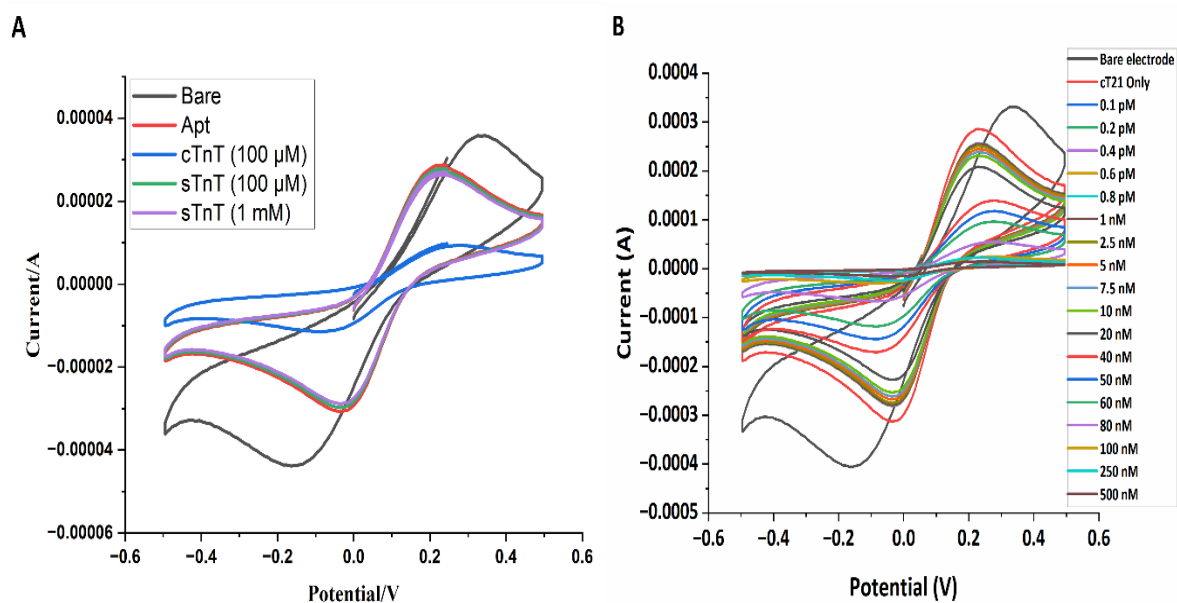 A
Bare
Apt
cTnT (100 µM)
sTnT (100 µM)
sTnT (1 mM)
0.00004
0.00002
0.00000
−0.00002
−0.00004
−0.00006
Current/A
−0.6
−0.4
−0.2
0.0
0.2
0.4
0.6
Potential/V
B
Bare electrode
cT21 Only
0.1 pM
0.2 pM
0.4 pM
0.6 pM
0.8 pM
1 nM
2.5 nM
5 nM
7.5 nM
10 nM
20 nM
40 nM
50 nM
60 nM
80 nM
100 nM
250 nM
500 nM
0.0004
0.0003
0.0002
0.0001
0.0000
−0.0001
−0.0002
−0.0003
−0.0004
−0.0005
Current (A)
−0.6
−0.4
−0.2
0.0
0.2
0.4
0.6
Potential (V)